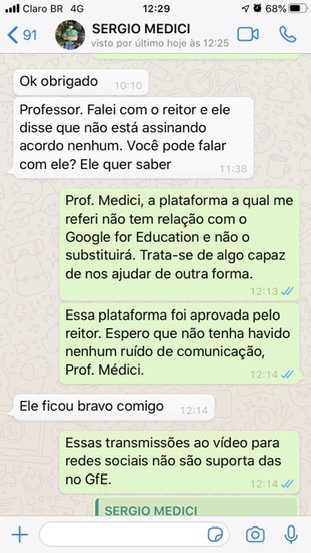 Claro BR 4G 12:29 68%
91 SERGIO MEDICI
visto por último hoje às 12:25
Ok obrigado 10:10
Professor. Falei com o reitor e ele
disse que não está assinando
acordo nenhum. Você pode falar
com ele? Ele quer saber
11:38
Prof. Medici, a plataforma a qual me
referi não tem relação com o
Google for Education e não o
substituirá. Trata-se de algo capaz
de nos ajudar de outra forma.
12:13
Essa plataforma foi aprovada pelo
reitor. Espero que não tenha havido
nenhum ruído de comunicação,
Prof. Médici. 12:14
Ele ficou bravo comigo 12:14
Essas transmissões ao vídeo para
redes sociais não são suporta das
no GfE. 12:14
SERGIO MEDICI